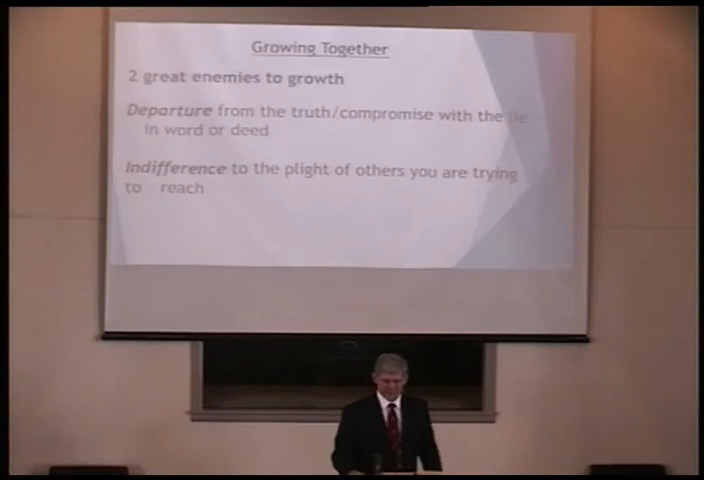 Growing Together
2 great enemies to growth
Departure from the truth/compromise with the lie
in word or deed
Indifference to the plight of others you are trying
to reach